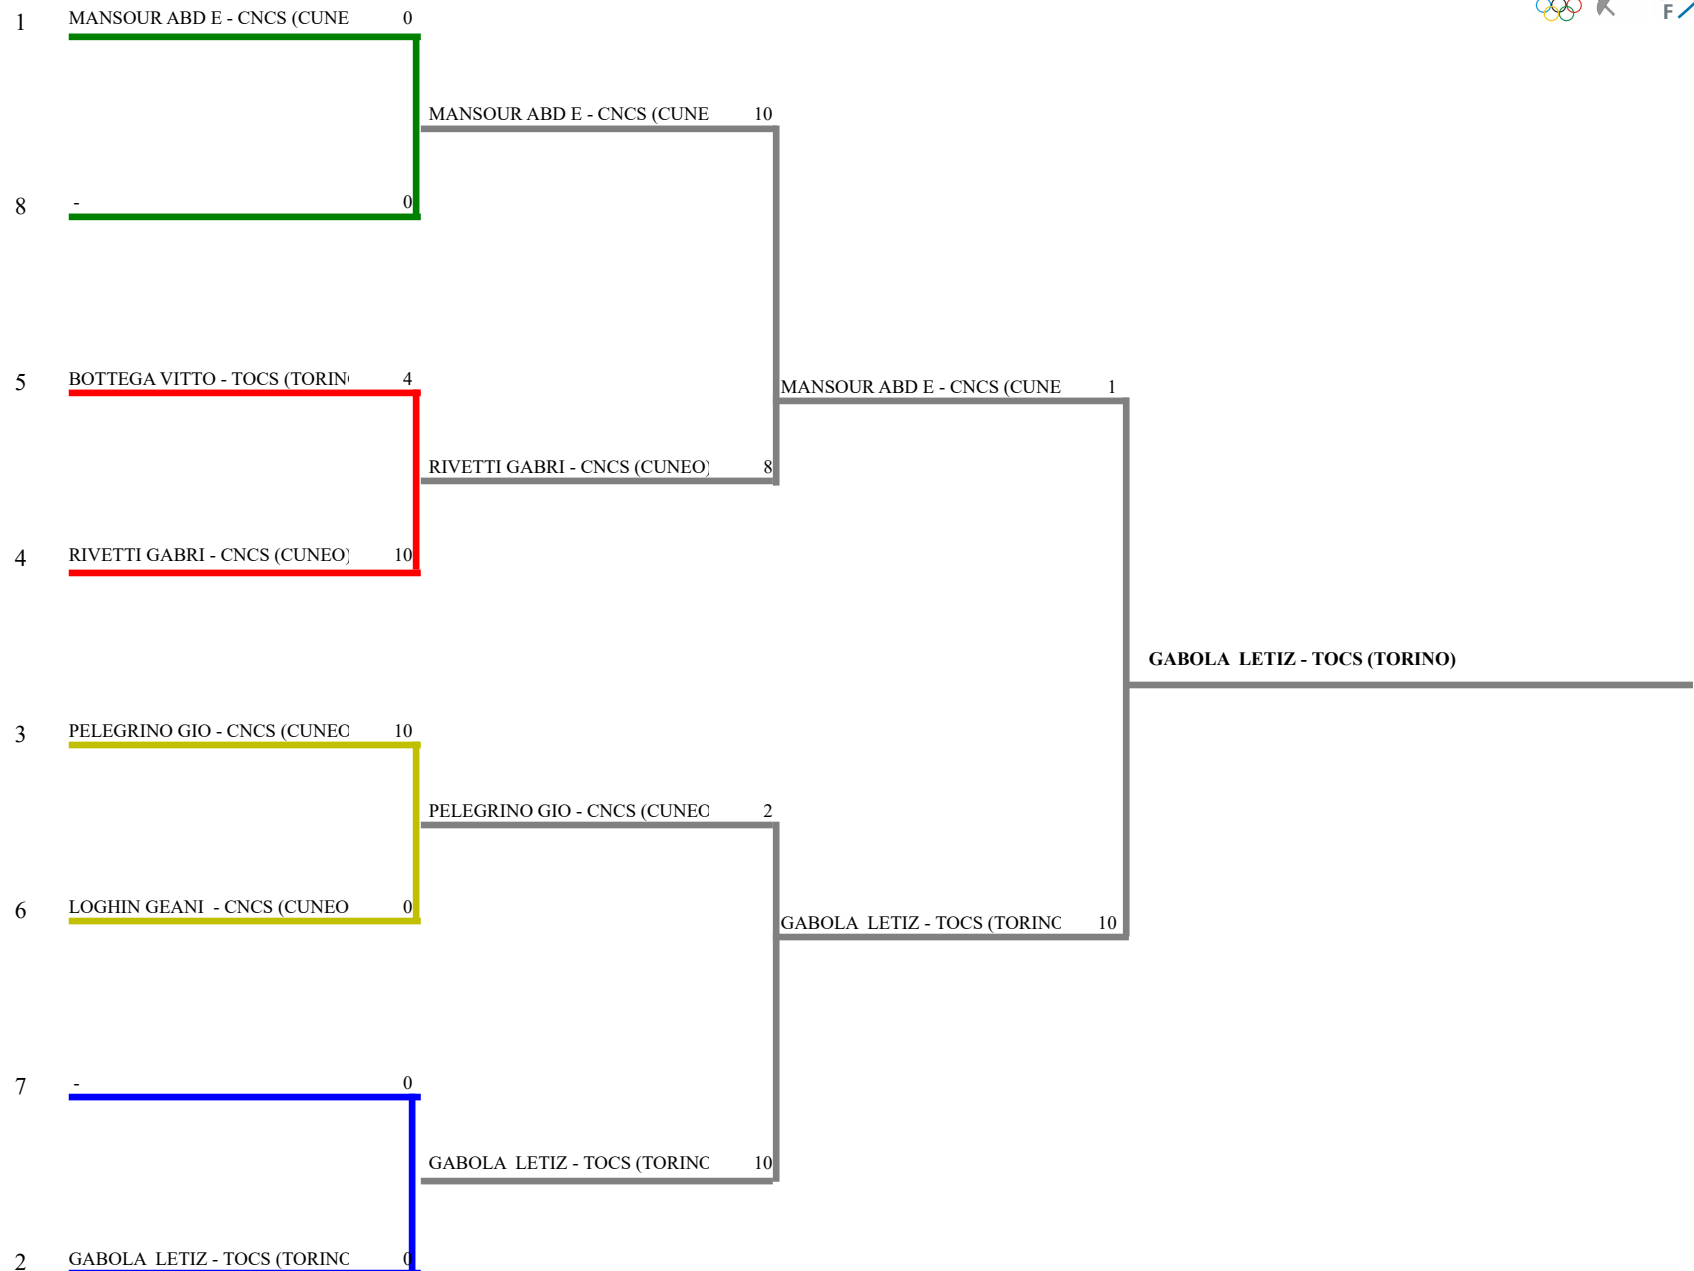 1 MANSOUR ABD E - CNCS (CUNE 0
F
MANSOUR ABD E - CNCS (CUNE 10
8 - 0
5 BOTTEGA VITTO - TOCS (TORIN 4
MANSOUR ABD E - CNCS (CUNE 1
RIVETTI GABRI - CNCS (CUNEO) 8
4 RIVETTI GABRI - CNCS (CUNEO) 10
GABOLA LETIZ - TOCS (TORINO)
3 PELEGRINO GIO - CNCS (CUNEO 10
PELEGRINO GIO - CNCS (CUNEO 2
6 LOGHIN GEANI - CNCS (CUNEO 0
GABOLA LETIZ - TOCS (TORINO 10
7 - 0
GABOLA LETIZ - TOCS (TORINO 10
2 GABOLA LETIZ - TOCS (TORINO 0